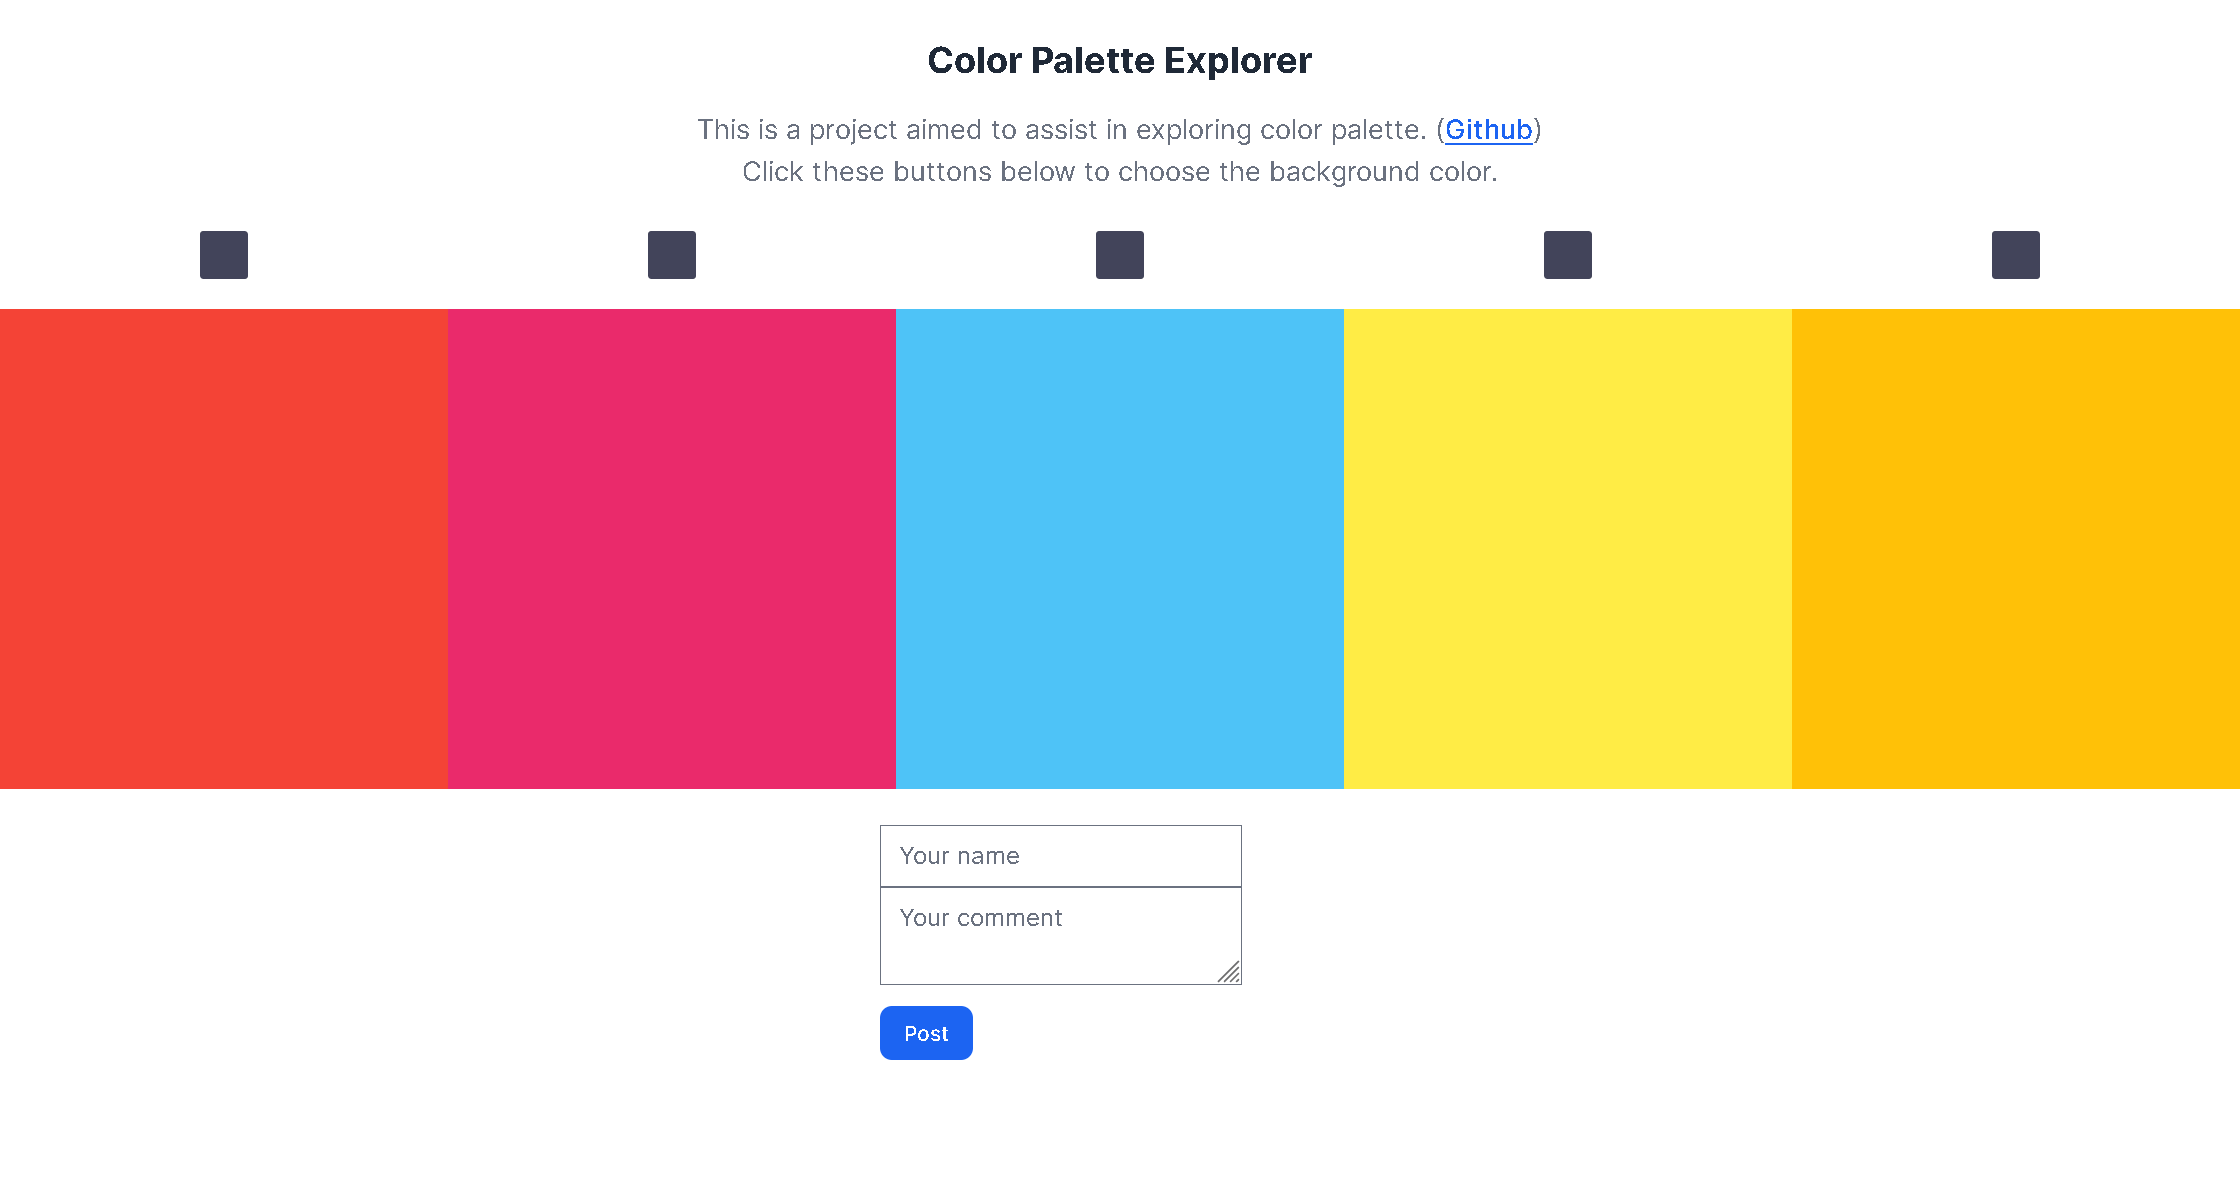 Color Palette Explorer
This is a project aimed to assist in exploring color palette. (Github)
Click these buttons below to choose the background color.
Your name
Your comment
Post